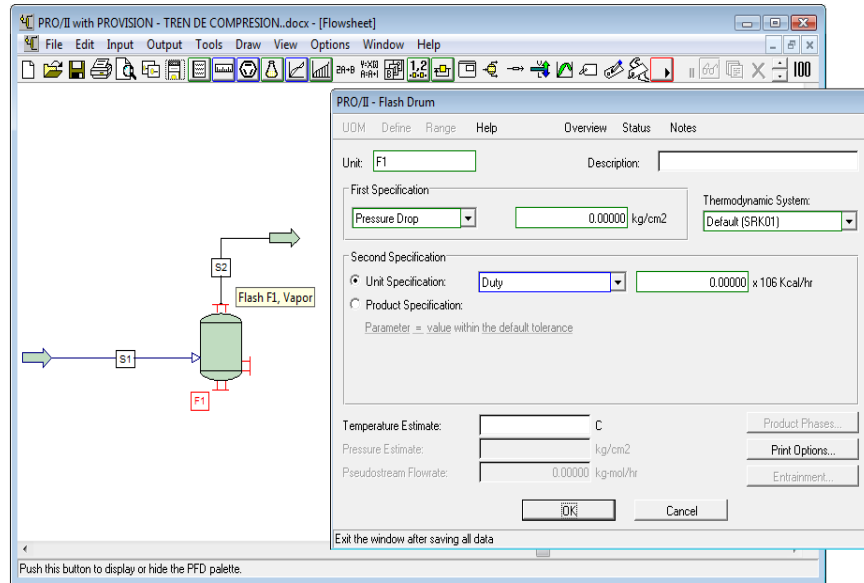 PRO/II with PROVISION - TREN DE COMPRESION..docx - [Flowsheet]
File Edit Input Output Tools Draw View Options Window Help
100
PRO/II - Flash Drum
UOM Define Range Help Overview Status Notes
Unit: F1 Description:
First Specification
Pressure Drop 0.00000 kg/cm2
Thermodynamic System:
Default (SRK01)
Second Specification
Unit Specification: Duty 0.00000 x 106 Kcal/hr
Product Specification:
Parameter = value within the default tolerance
Temperature Estimate: C
Pressure Estimate: kg/cm2
Pseudostream Flowrate: 0.00000 kg-mol/hr
Product Phases...
Print Options...
Entrainment...
OK Cancel
Exit the window after saving all data
S2
Flash F1, Vapor
S1
F1
Push this button to display or hide the PFD palette.